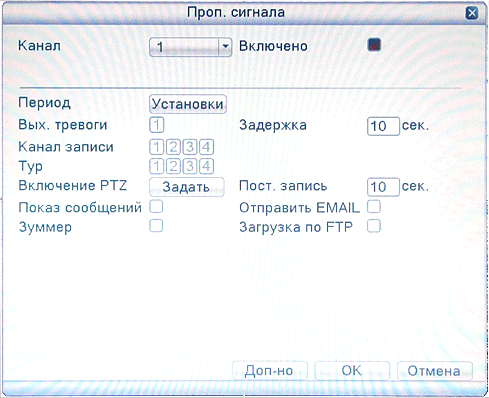 Проп. сигнала
Канал 1 Включено
Период Установки
Вых. тревоги 1 Задержка 10 сек.
Канал записи 1 2 3 4
Тур 1 2 3 4
Включение PTZ Задать Пост. запись 10 сек.
Показ сообщений Отправить EMAIL
Зуммер Загрузка по FTP
Доп-но OK Отмена